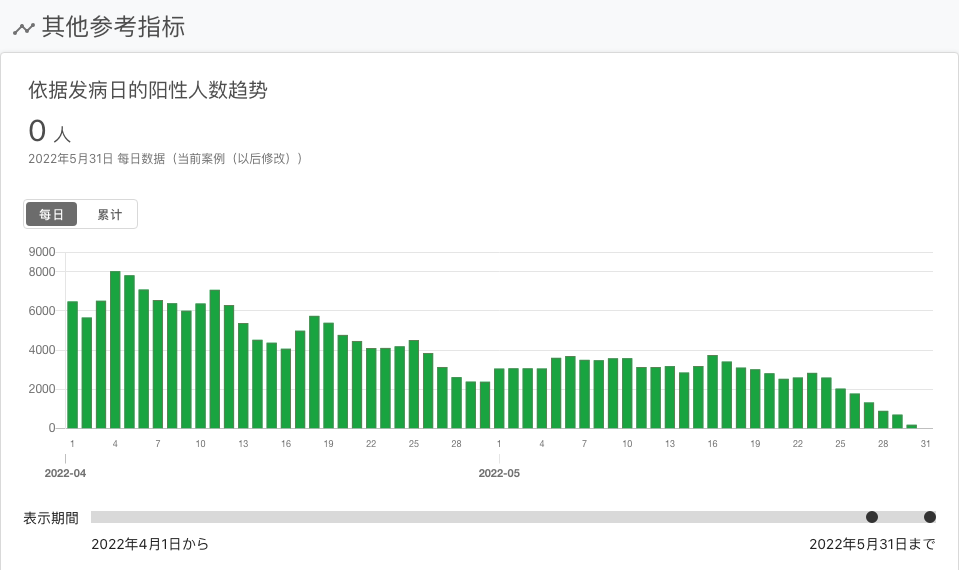 其他参考指标
依据发病日的阳性人数趋势
0 人
2022年5月31日 每日数据（当前案例（以后修改））
每日 累计
9000
8000
6000
4000
2000
0
1 4 7 10 13 16 19 22 25 28 1 4 7 10 13 16 19 22 25 28 31
2022-04 2022-05
表示期間
2022年4月1日から 2022年5月31日まで